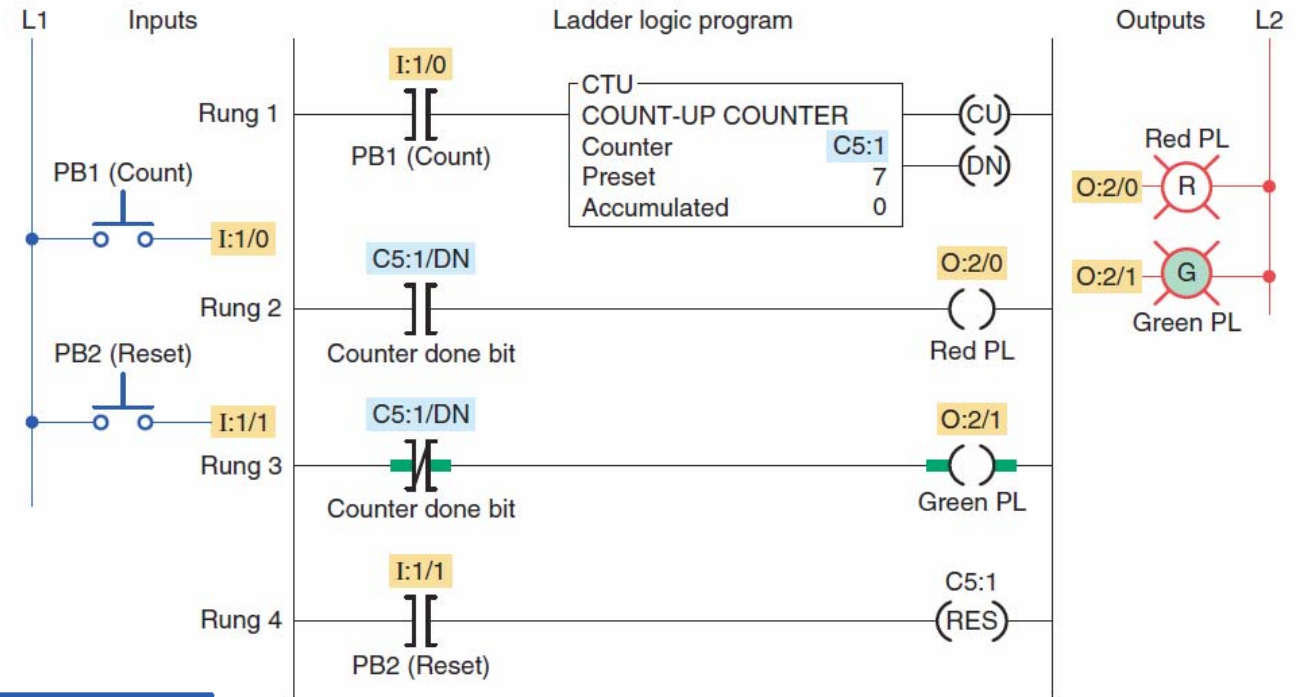 L1 Inputs Ladder logic program Outputs L2
I:1/0
Rung 1
CTU
COUNT-UP COUNTER
Counter C5:1
Preset 7
Accumulated 0
CU
DN
PB1 (Count)
PB1 (Count)
I:1/0
Red PL
O:2/0 R
C5:1/DN
O:2/0
O:2/1 G
Green PL
Rung 2
Counter done bit
Red PL
PB2 (Reset)
I:1/1
C5:1/DN
O:2/1
Rung 3
Counter done bit
Green PL
I:1/1
C5:1
Rung 4
RES
PB2 (Reset)